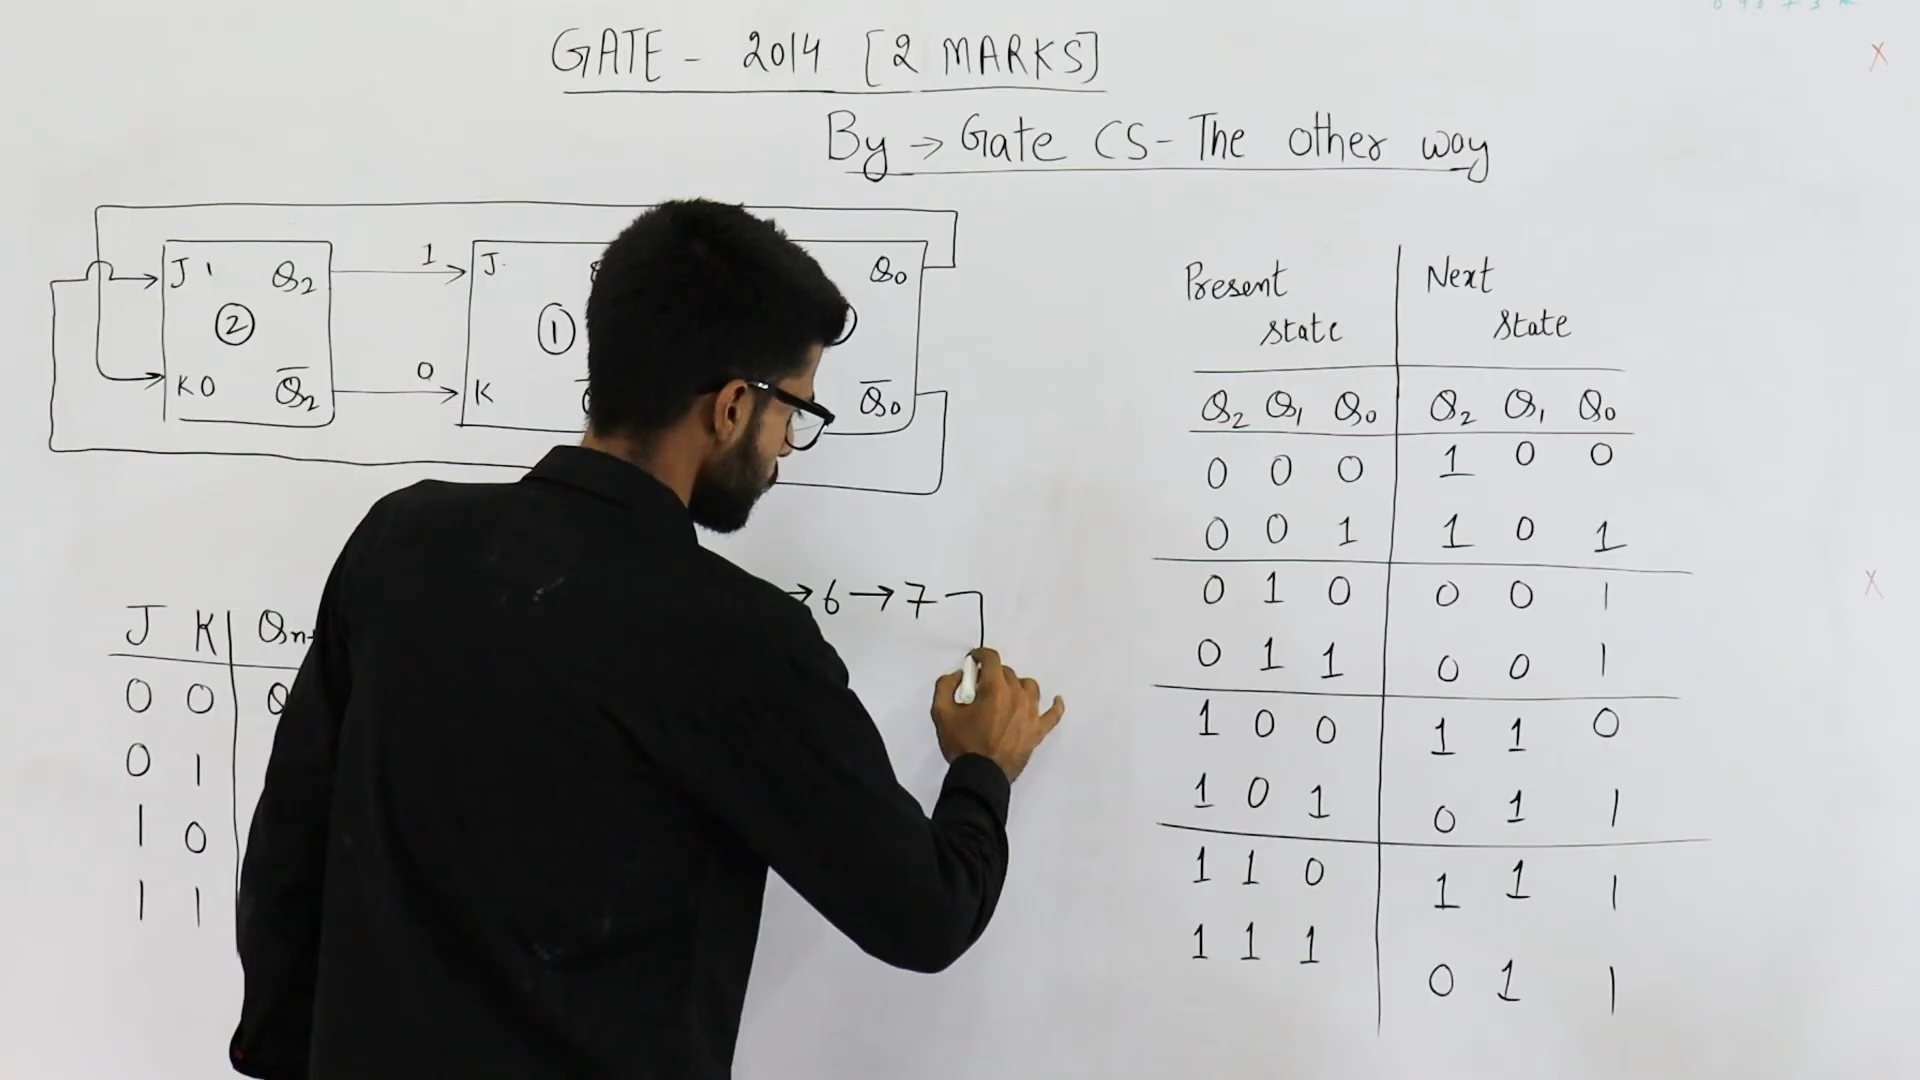 GATE - 2014 [2 MARKS]
By → Gate CS - The other way
J 1 Q2 1 J Q0
② ①
K 0 Q̅2 0 K Q̅0
→ 6 → 7
J K
0 0
0 1
1 0
1 1
Present state Next state
Q2 Q1 Q0 Q2 Q1 Q0
0 0 0 1 0 0
0 0 1 1 0 1
0 1 0 0 0 1
0 1 1 0 0 1
1 0 0 1 1 0
1 0 1 0 1 1
1 1 0 1 1 1
1 1 1 0 1 1